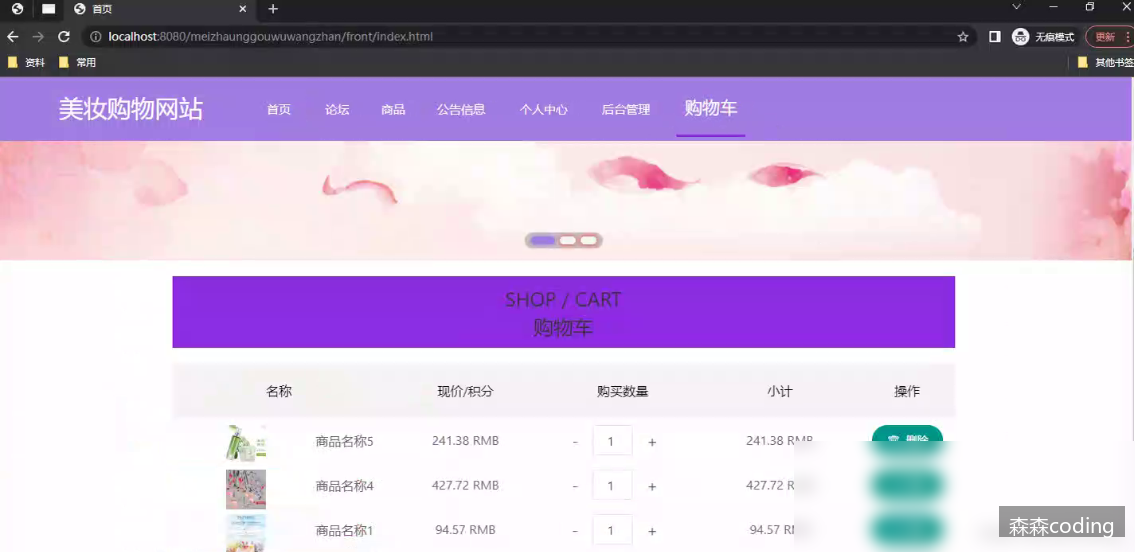 首页
localhost:8080/meizhaunggouwuwangzhan/front/index.html
无痕模式
更新
资料
常用
其他书签
美妆购物网站 首页 论坛 商品 公告信息 个人中心 后台管理 购物车
SHOP / CART
购物车
名称 现价/积分 购买数量 小计 操作
商品名称5 241.38 RMB - 1 + 241.38 RMB 删除
商品名称4 427.72 RMB - 1 + 427.72
商品名称1 94.57 RMB - 1 + 94.57
森森coding